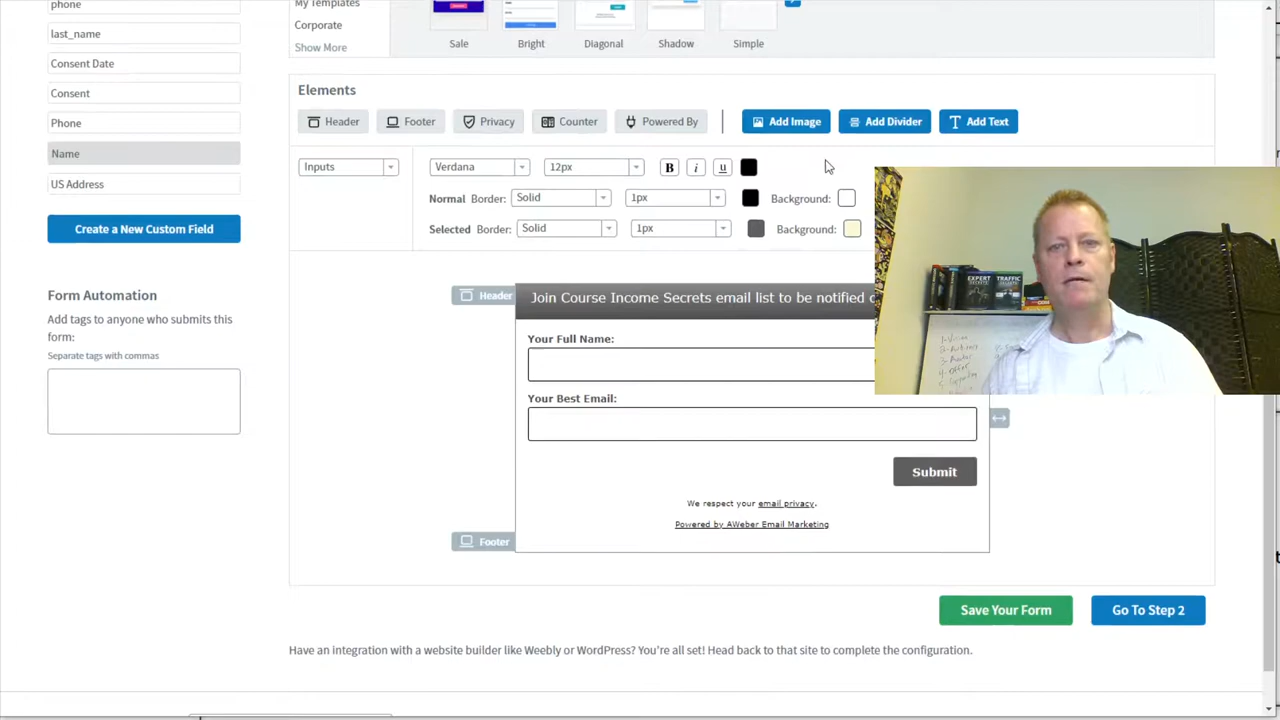 phone
last_name
Consent Date
Consent
Phone
Name
US Address
Create a New Custom Field
Form Automation
Add tags to anyone who submits this
form:
Separate tags with commas
My Templates
Corporate
Show More
Sale
Bright
Diagonal
Shadow
Simple
Elements
Header
Footer
Privacy
Counter
Powered By
Add Image
Add Divider
Add Text
Inputs
Verdana
12px
B
i
u
Normal Border: Solid 1px Background:
Selected Border: Solid 1px Background:
Header
Join Course Income Secrets email list to be notified
Your Full Name:
Your Best Email:
Submit
We respect your email privacy.
Powered by AWeber Email Marketing
Footer
EXPERT
SECRETS
TRAFFIC
SECRETS
Save Your Form
Go To Step 2
Have an integration with a website builder like Weebly or WordPress? You're all set! Head back to that site to complete the configuration.